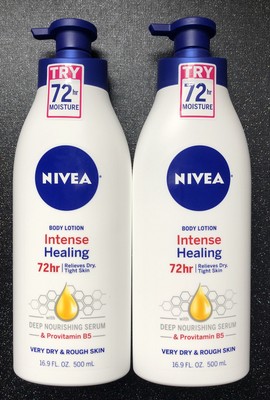 TRY
72hr
MOISTURE
NIVEA
BODY LOTION
Intense
Healing
72hr | Relieves Dry,
Tight Skin
with
DEEP NOURISHING SERUM
& Provitamin B5
VERY DRY & ROUGH SKIN
16.9 FL. OZ. 500 mL
TRY
72hr
MOISTURE
NIVEA
BODY LOTION
Intense
Healing
72hr | Relieves Dry,
Tight Skin
with
DEEP NOURISHING SERUM
& Provitamin B5
VERY DRY & ROUGH SKIN
16.9 FL. OZ. 500 mL